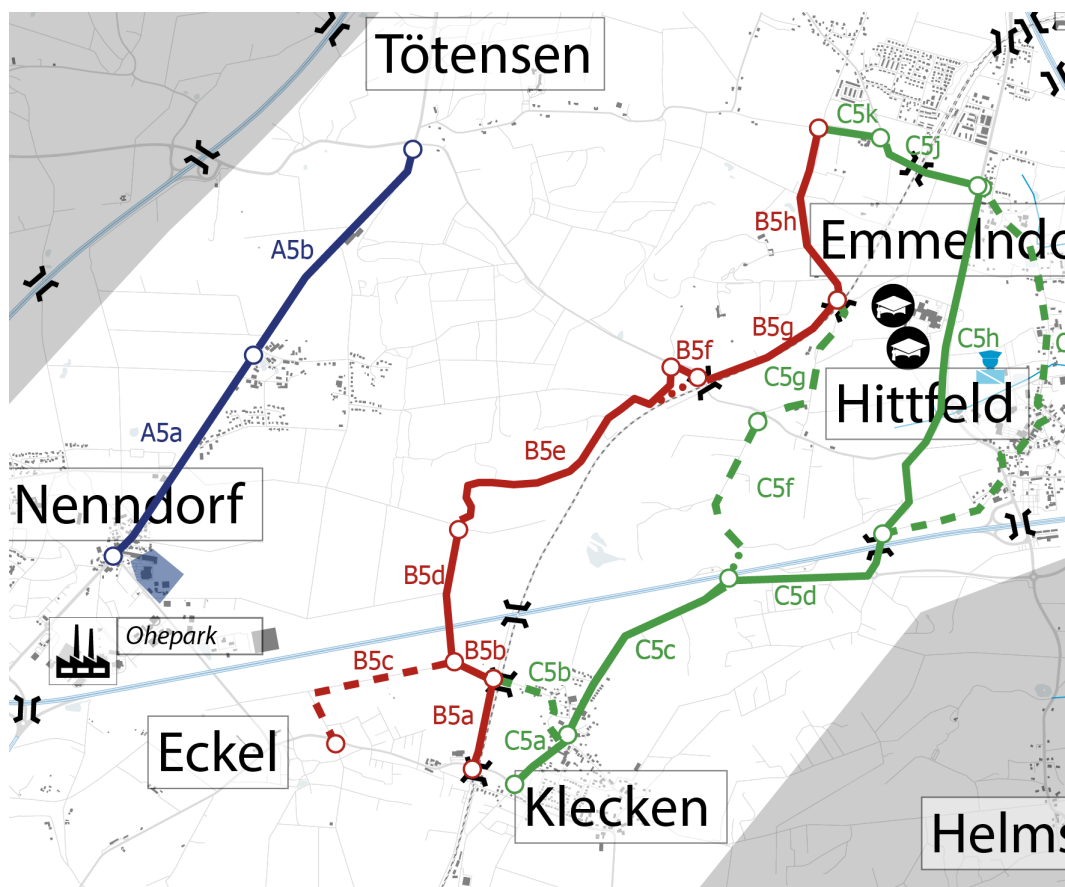 Tötensen
C5k
C5j
B5h
Emmelndo
A5b
B5g
C5h
C
B5f
C5g
Hittfeld
A5a
B5e
C5f
Nenndorf
B5d
C5d
Ohepark
B5c
B5b
C5b
C5c
B5a
C5a
Eckel
Klecken
Helms